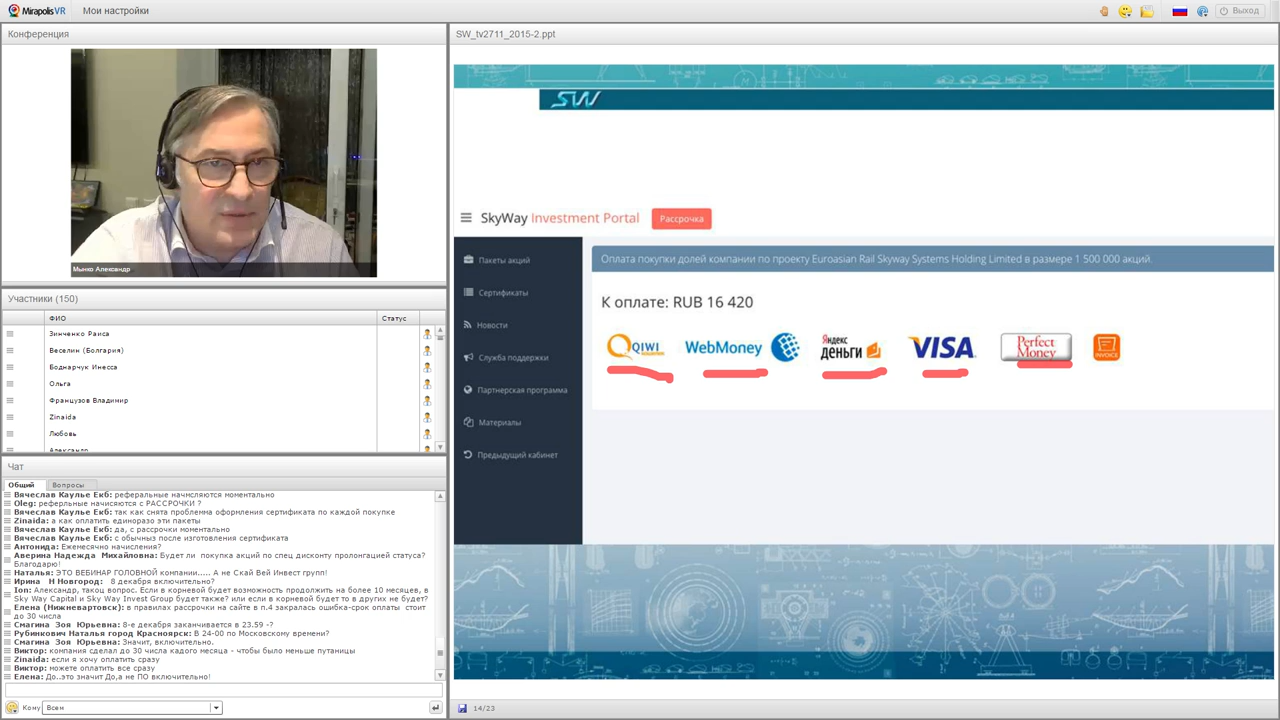 Mirapolis VR
Мои настройки
Выход
Конференция
Мынко Александр
Участники (150)
ФИО
Статус
Зинченко Раиса
Веселин (Болгария)
Боднарчук Инесса
Ольга
Французов Владимир
Zinaida
Любовь
Александр
Чат
Общий
Вопросы
Вячеслав Каулье Екб: реферальные начмсляются моментально
Oleg: реферльные начисяются с РАССРОЧКИ ?
Вячеслав Каулье Екб: так как снята проблемма оформления сертификата по каждой покупке
Zinaida: а как оплатить единоразо эти пакеты
Вячеслав Каулье Екб: да, с рассрочки моментально
Вячеслав Каулье Екб: с обычныз после изготовления сертификата
Антонида: Ежемесячно начисления?
Аверина Надежда Михайловна: Будет ли покупка акций по спец дисконту пролонгацией статуса?
Благодарю!
Наталья: ЭТО ВЕБИНАР ГОЛОВНОЙ компании..... А не Скай Вей Инвест групп!
Ирина Н Новгород: 8 декабря включительно?
Ion: Александр, такоц вопрос. Если в корневой будет возможность продолжить на более 10 месяцев, в
Sky Way Capital и Sky Way Invest Group будет также? или если в корневой будет то в других не будет?
Елена (Нижневартовск): в правилах рассрочки на сайте в п.4 закралась ошибка-срок оплаты стоит
до 30 числа
Смагина Зоя Юрьевна: 8-е декабря заканчивается в 23.59 -?
Рубинкович Наталья город Красноярск: В 24-00 по Московскому времени?
Смагина Зоя Юрьевна: Значит, включительно.
Виктор: компания сделал до 30 числа кадого месяца - чтобы было меньше путаницы
Zinaida: если я хочу оплатить сразу
Виктор: можете оплатить все сразу
Елена: До..это значит До,а не ПО включительно!
Кому
Всем
SW_tv2711_2015-2.ppt
SW
SkyWay Investment Portal
Рассрочка
Пакеты акций
Сертификаты
Новости
Служба поддержки
Партнерская программа
Материалы
Предыдущий кабинет
Оплата покупки долей компании по проекту Euroasian Rail Skyway Systems Holding Limited в размере 1 500 000 акций.
К оплате: RUB 16 420
QIWI
WebMoney
Яндекс
деньги
VISA
Perfect
Money
INVOICE
14/23